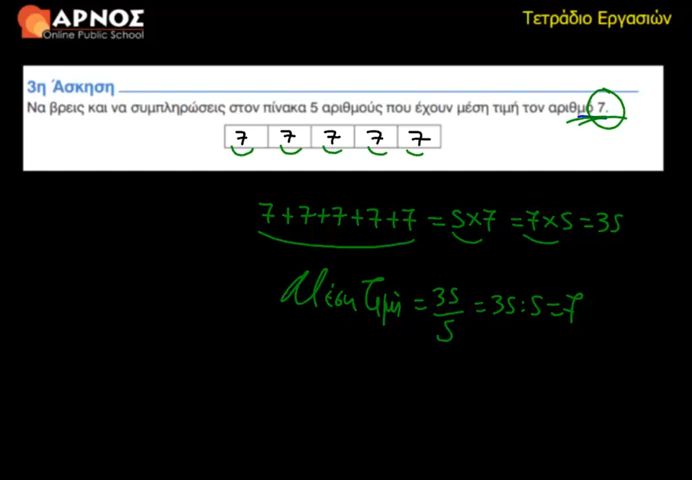 ΑΡΝΟΣ
Online Public School
Τετράδιο Εργασιών
3η Άσκηση
Να βρεις και να συμπληρώσεις στον πίνακα 5 αριθμούς που έχουν μέση τιμή τον αριθμό 7.
7 7 7 7 7
7+7+7+7+7 = 5×7 = 7×5 = 35
Μέση Τιμή = 35/5 = 35:5 = 7